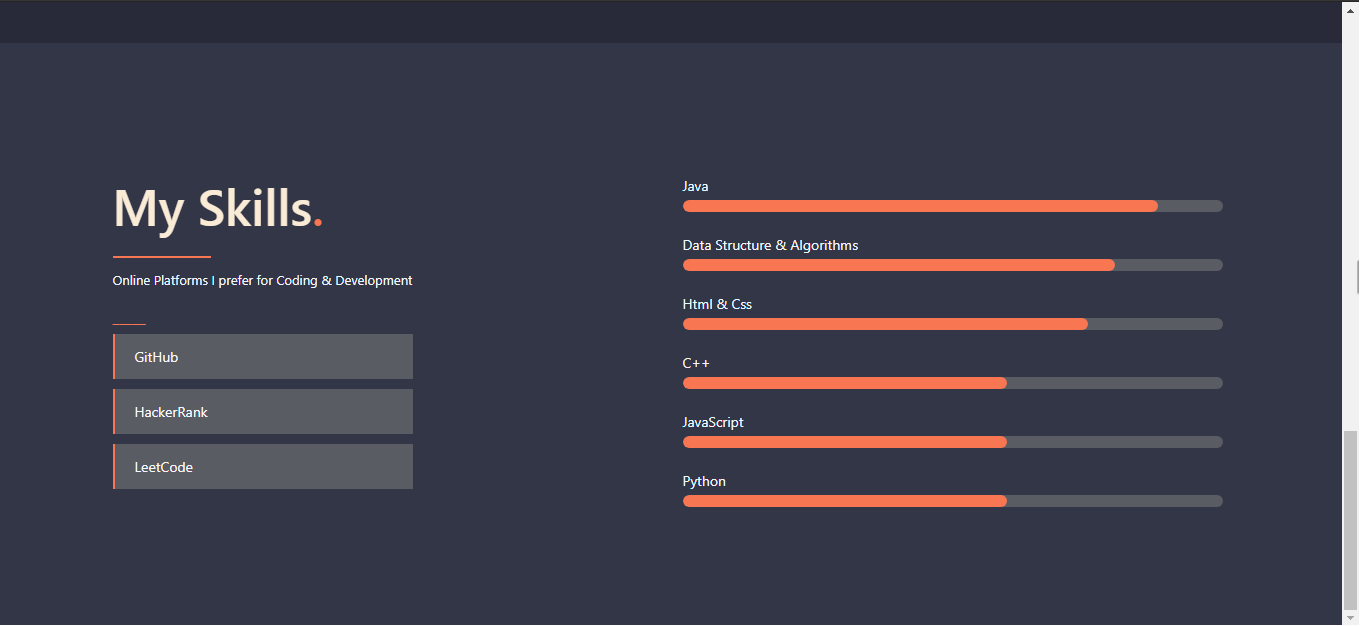 My Skills.
Online Platforms I prefer for Coding & Development
GitHub
HackerRank
LeetCode
Java
Data Structure & Algorithms
Html & Css
C++
JavaScript
Python